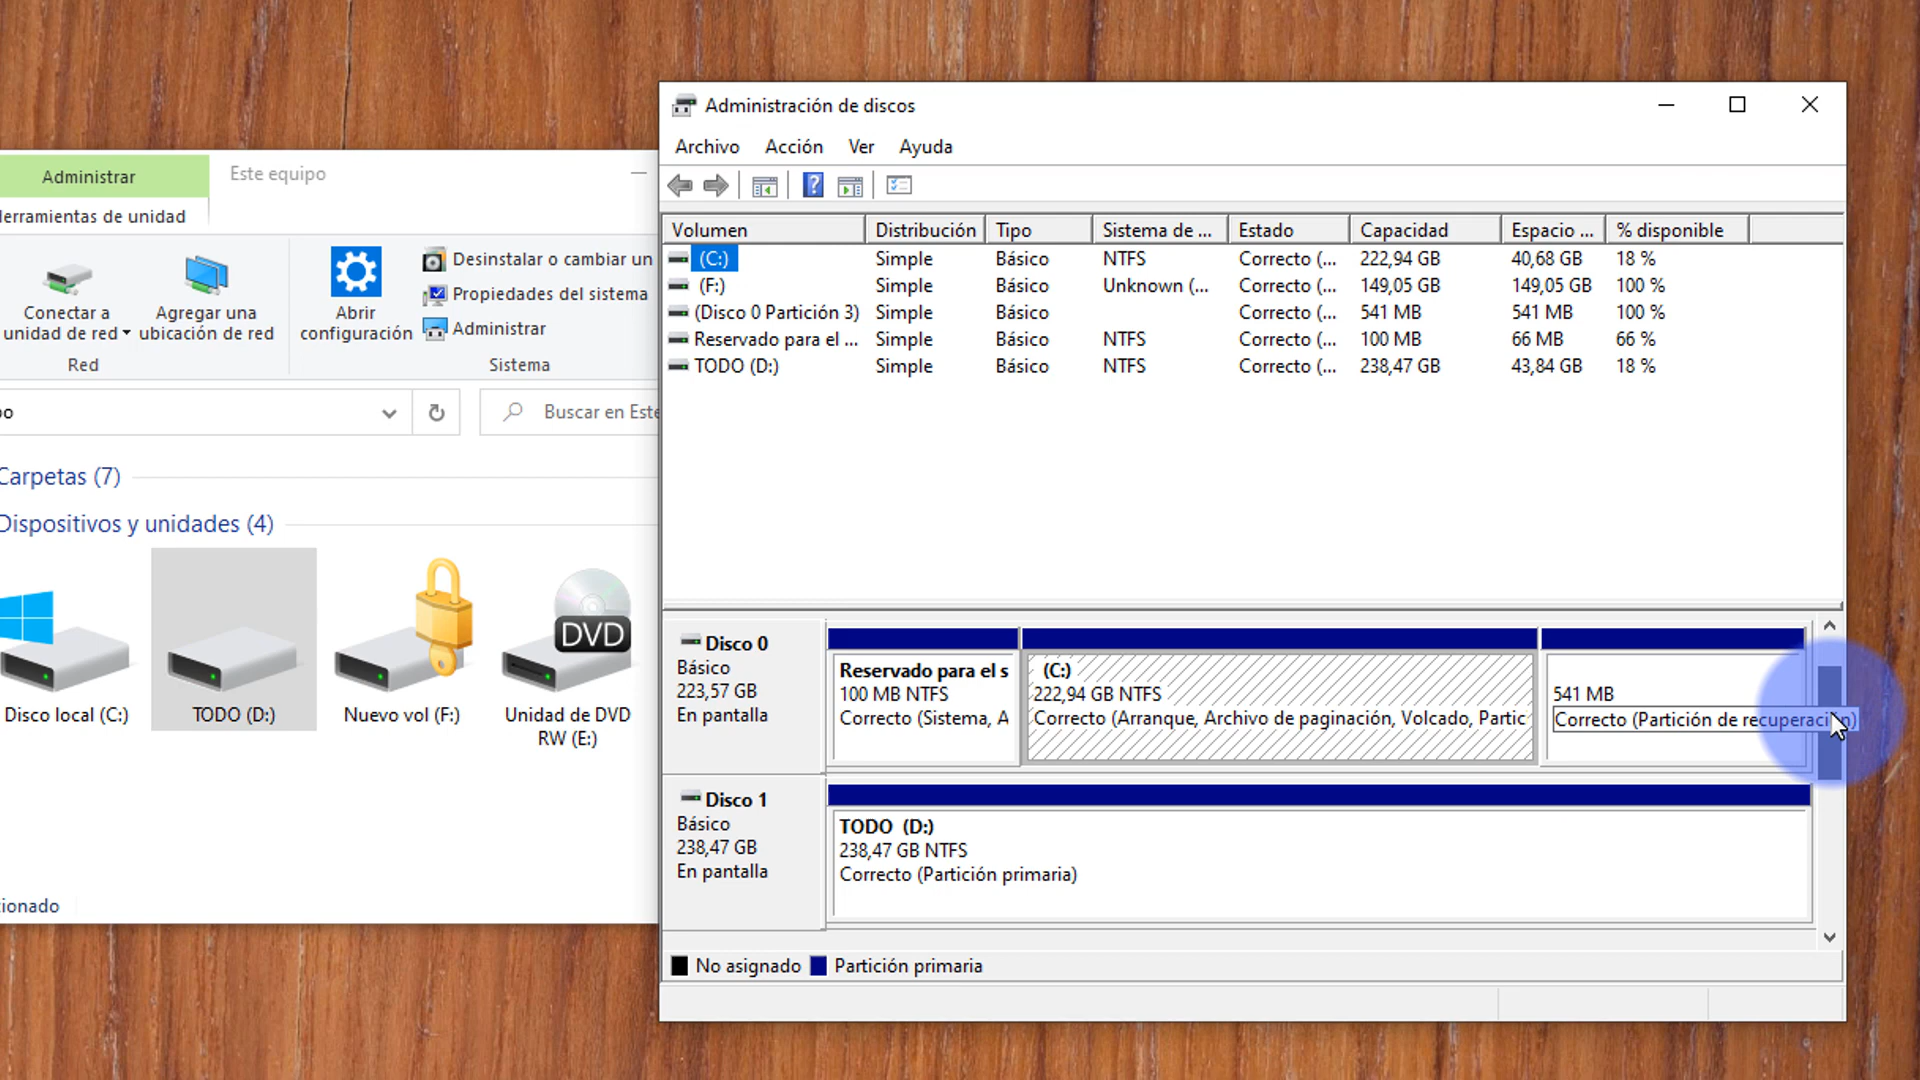 Administrar
Este equipo
Herramientas de unidad
Conectar a
unidad de red
Agregar una
ubicación de red
Red
Abrir
configuración
Desinstalar o cambiar un
Propiedades del sistema
Administrar
Sistema
po
Buscar en Este
Carpetas (7)
Dispositivos y unidades (4)
Disco local (C:)
TODO (D:)
Nuevo vol (F:)
DVD
Unidad de DVD
RW (E:)
cionado
Administración de discos
Archivo Acción Ver Ayuda
Volumen Distribución Tipo Sistema de ... Estado Capacidad Espacio ... % disponible
(C:) Simple Básico NTFS Correcto (... 222,94 GB 40,68 GB 18 %
(F:) Simple Básico Unknown (... Correcto (... 149,05 GB 149,05 GB 100 %
(Disco 0 Partición 3) Simple Básico Correcto (... 541 MB 541 MB 100 %
Reservado para el ... Simple Básico NTFS Correcto (... 100 MB 66 MB 66 %
TODO (D:) Simple Básico NTFS Correcto (... 238,47 GB 43,84 GB 18 %
Disco 0
Básico
223,57 GB
En pantalla
Reservado para el s
100 MB NTFS
Correcto (Sistema, A
(C:)
222,94 GB NTFS
Correcto (Arranque, Archivo de paginación, Volcado, Partic
541 MB
Correcto (Partición de recuperación)
Disco 1
Básico
238,47 GB
En pantalla
TODO (D:)
238,47 GB NTFS
Correcto (Partición primaria)
No asignado Partición primaria